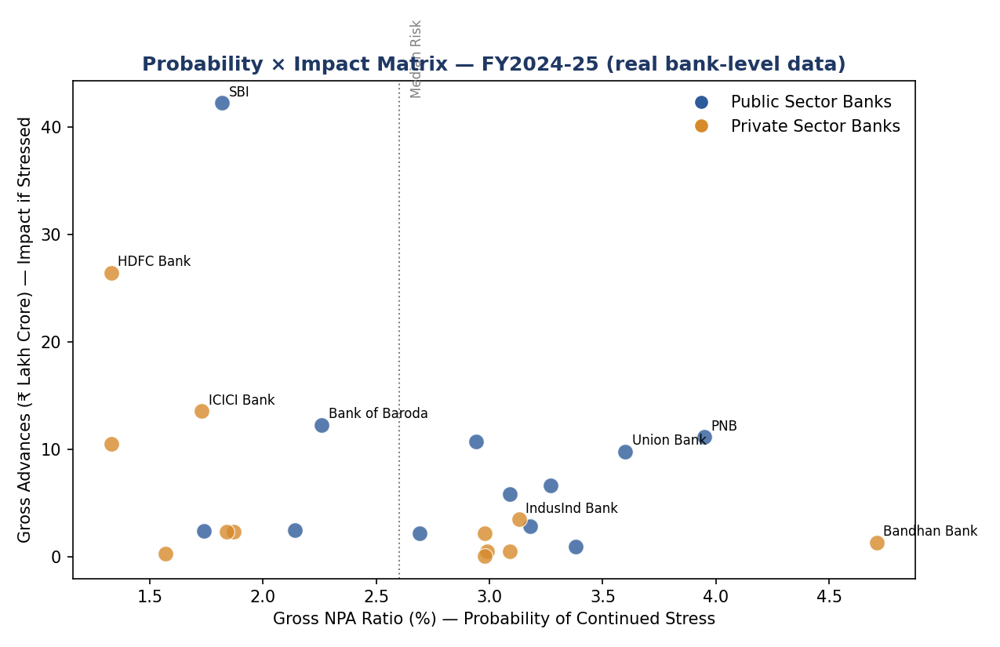 Median Risk
Probability × Impact Matrix — FY2024-25 (real bank-level data)
Public Sector Banks
Private Sector Banks
SBI
HDFC Bank
ICICI Bank
Bank of Baroda
PNB
Union Bank
IndusInd Bank
Bandhan Bank
Gross Advances (₹ Lakh Crore) — Impact if Stressed
40
30
20
10
0
1.5 2.0 2.5 3.0 3.5 4.0 4.5
Gross NPA Ratio (%) — Probability of Continued Stress